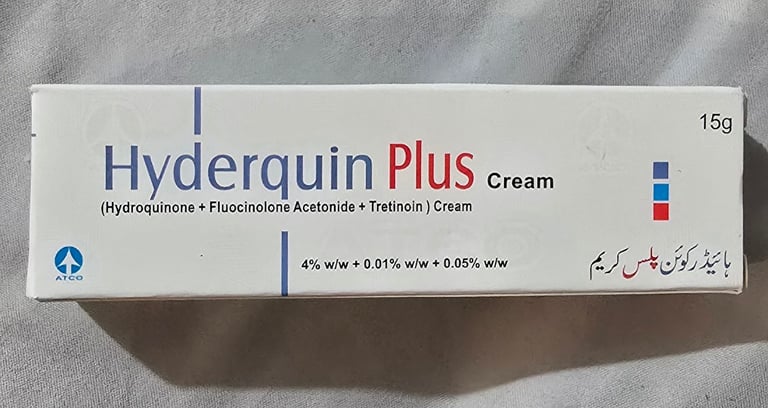 15g
Hyderquin Plus Cream
(Hydroquinone + Fluocinolone Acetonide + Tretinoin ) Cream
ATCO
4% w/w + 0.01% w/w + 0.05% w/w
ہائیڈرکوئن پلس کریم